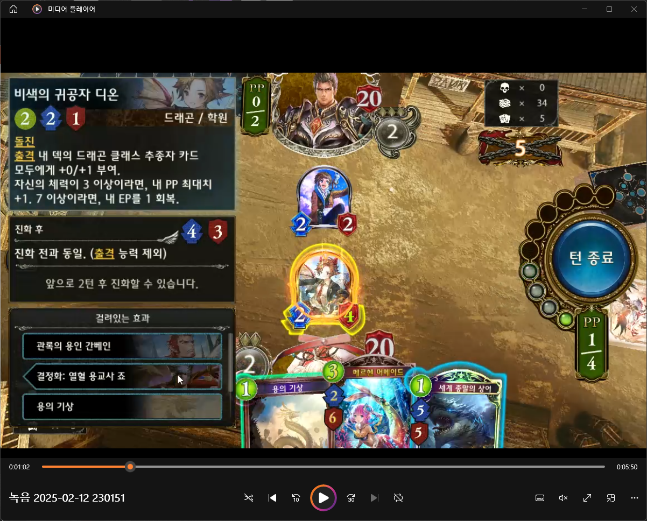 미디어 플레이어
비색의 귀공자 디온
2 2 1
드래곤 / 학원
돌진
출격 내 덱의 드래곤 클래스 추종자 카드
모두에게 +0/+1 부여.
자신의 체력이 3 이상이라면, 내 PP 최대치
+1. 7 이상이라면, 내 EP를 1 회복.
진화 후
4 3
진화 전과 동일. (출격 능력 제외)
앞으로 2턴 후 진화할 수 있습니다.
걸려있는 효과
관록의 용인 간베인
결정화: 열혈 용교사 죠
용의 기상
PP
0
2
20
2
× 0
× 34
× 5
5
2 2
2 4
턴 종료
PP
1
4
2
20
1
용의 기상
3
2
6
1
세계 종말의 상어
5
5
0:01:02
0:05:50
녹음 2025-02-12 230151
10
30